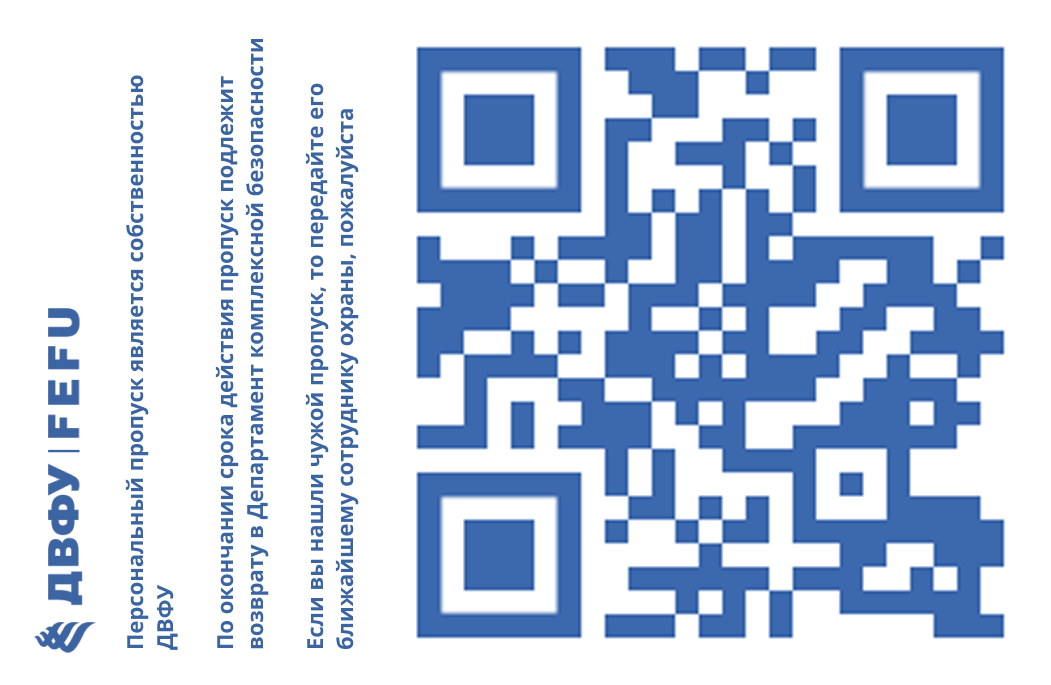 ДВФУ | FEFU
Персональный пропуск является собственностью
ДВФУ
По окончании срока действия пропуск подлежит
возврату в Департамент комплексной безопасности
Если вы нашли чужой пропуск, то передайте его
ближайшему сотруднику охраны, пожалуйста